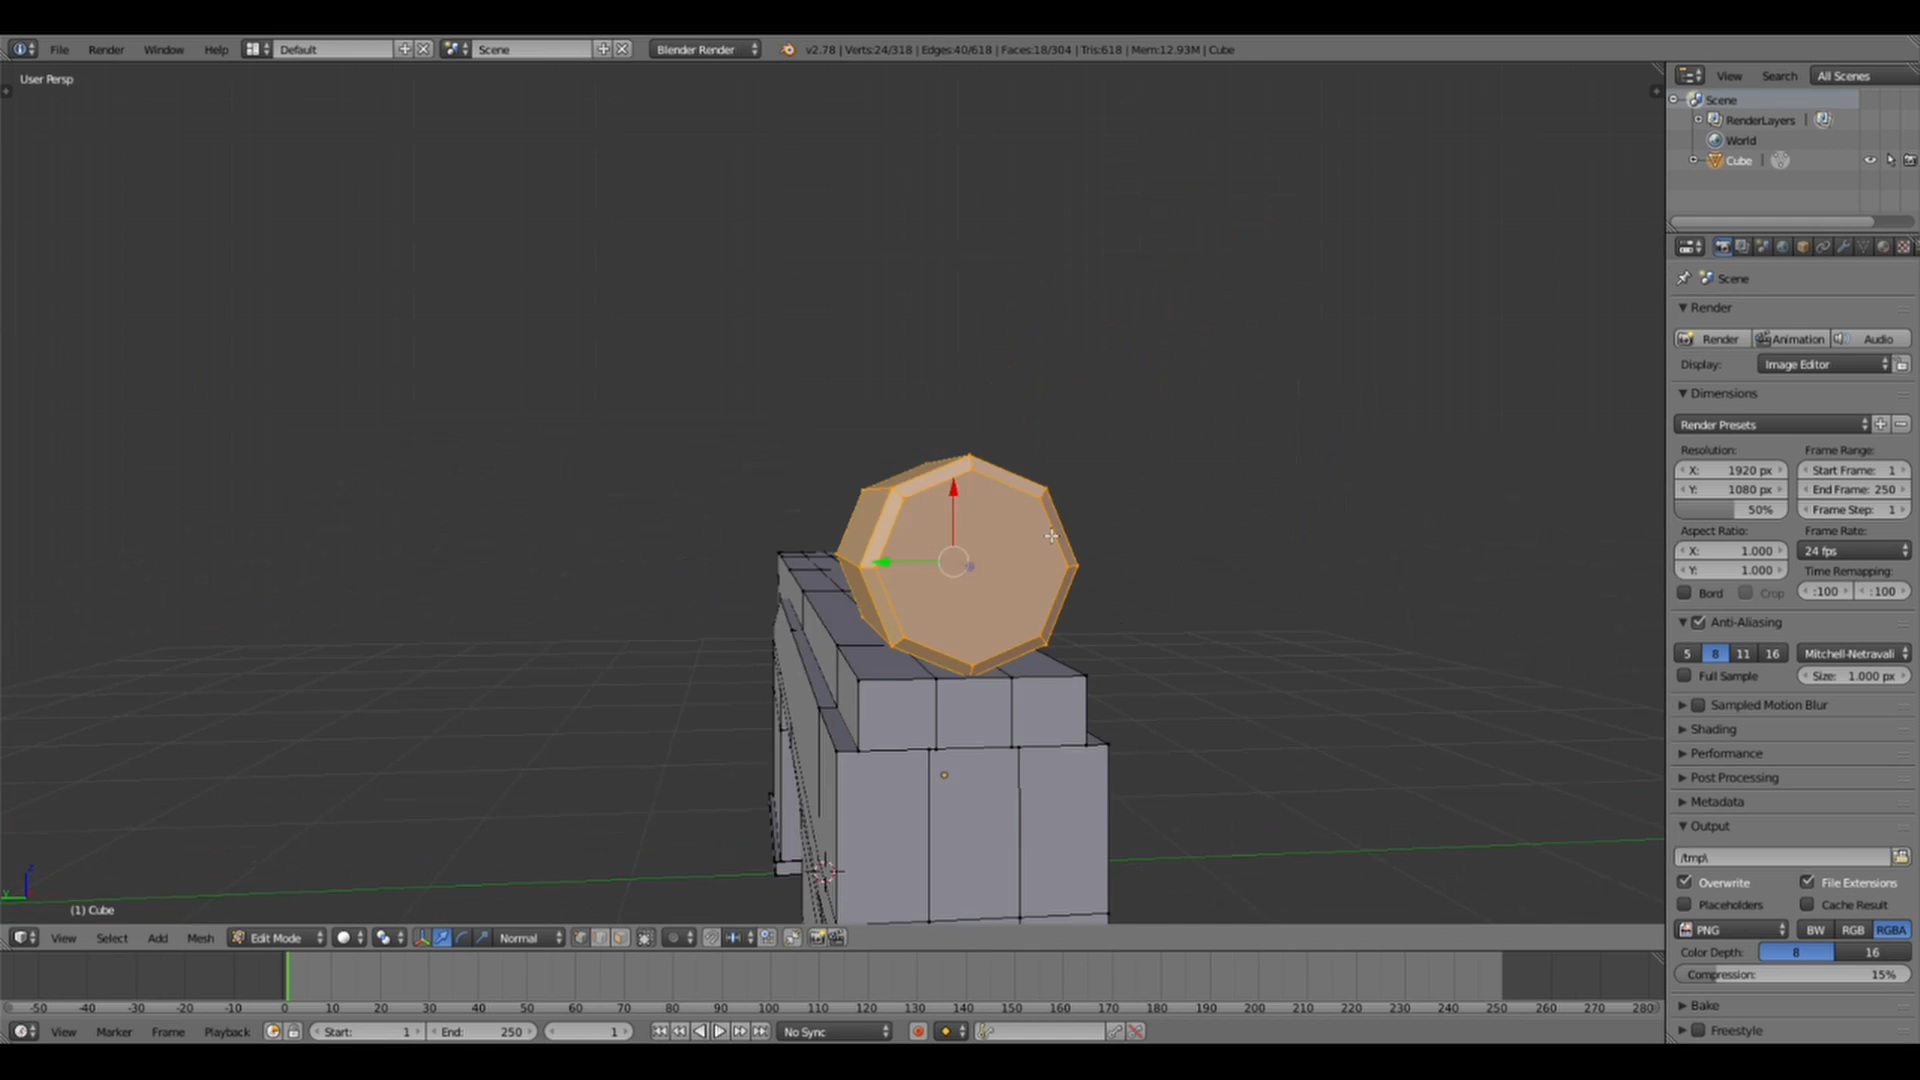 File Render Window Help Default Scene Blender Render v2.78 | Verts:24/318 | Edges:40/618 | Faces:18/304 | Tris:618 | Mem:12.93M | Cube
User Persp
View Search All Scenes
Scene
RenderLayers |
World
Cube |
Scene
Render
Render Animation Audio
Display: Image Editor
Dimensions
Render Presets
Resolution: Frame Range:
X: 1920 px Start Frame: 1
Y: 1080 px End Frame: 250
50% Frame Step: 1
Aspect Ratio: Frame Rate:
X: 1.000 24 fps
Y: 1.000 Time Remapping:
Bord Crop :100 :100
Anti-Aliasing
5 8 11 16 Mitchell-Netravali
Full Sample Size: 1.000 px
Sampled Motion Blur
Shading
Performance
Post Processing
Metadata
Output
/tmp\
Overwrite File Extensions
Placeholders Cache Result
PNG BW RGB RGBA
Color Depth: 8 16
Compression: 15%
Bake
Freestyle
z
y
(1) Cube
View Select Add Mesh Edit Mode Normal
-50 -40 -30 -20 -10 0 10 20 30 40 50 60 70 80 90 100 110 120 130 140 150 160 170 180 190 200 210 220 230 240 250 260 270 280
View Marker Frame Playback Start: 1 End: 250 1 No Sync